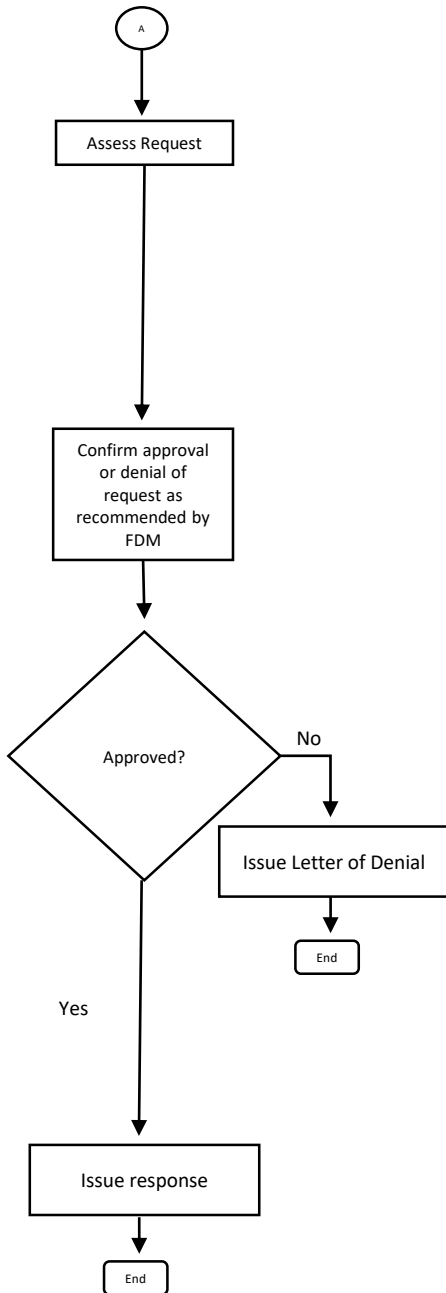 A
Assess Request
Confirm approval
or denial of
request as
recommended by
FDM
Approved?
No
Issue Letter of Denial
End
Yes
Issue response
End